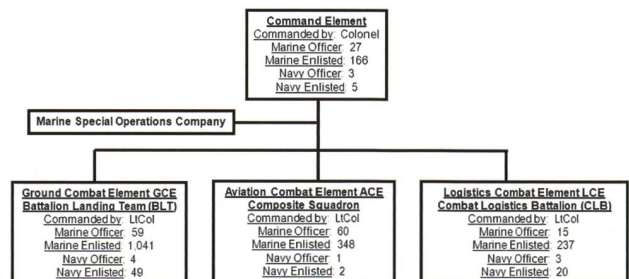 Command Element
Commanded by: Colonel
Marine Officer: 27
Marine Enlisted: 166
Navy Officer: 3
Navy Enlisted: 5
Marine Special Operations Company
Ground Combat Element GCE
Battalion Landing Team (BLT)
Commanded by: LtCol
Marine Officer: 59
Marine Enlisted: 1,041
Navy Officer: 4
Navy Enlisted: 49
Aviation Combat Element ACE
Composite Squadron
Commanded by: LtCol
Marine Officer: 60
Marine Enlisted: 348
Navy Officer: 1
Navy Enlisted: 2
Logistics Combat Element LCE
Combat Logistics Battalion (CLB)
Commanded by: LtCol
Marine Officer: 15
Marine Enlisted: 237
Navy Officer: 3
Navy Enlisted: 20